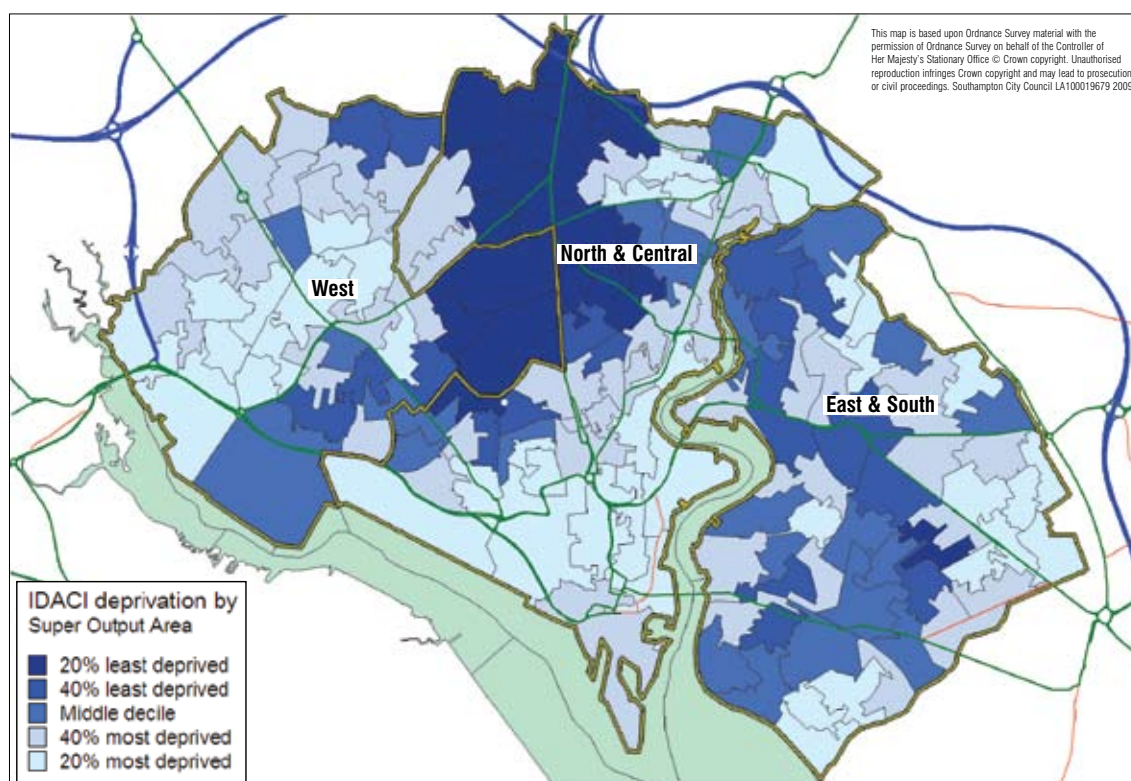 This map is based upon Ordnance Survey material with the
permission of Ordnance Survey on behalf of the Controller of
Her Majesty's Stationary Office © Crown copyright. Unauthorised
reproduction infringes Crown copyright and may lead to prosecution
or civil proceedings. Southampton City Council LA100019679 2009
North & Central
West
East & South
IDACI deprivation by
Super Output Area
20% least deprived
40% least deprived
Middle decile
40% most deprived
20% most deprived